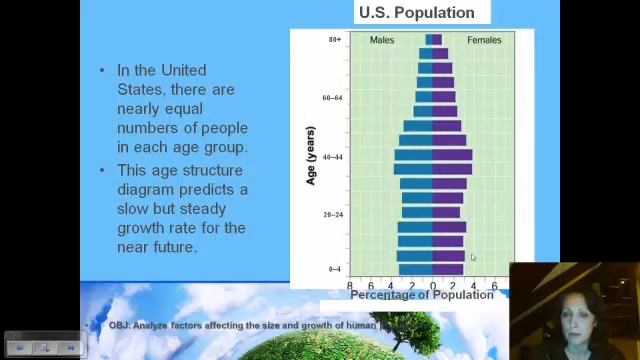 U.S. Population
• In the United
States, there are
nearly equal
numbers of people
in each age group.
• This age structure
diagram predicts a
slow but steady
growth rate for the
near future.
Males
Females
Age (years)
80+
60–64
40–44
20–24
0–4
8 6 4 2 0 2 4 6
Percentage of Population
• OBJ: Analyze factors affecting the size and growth of human